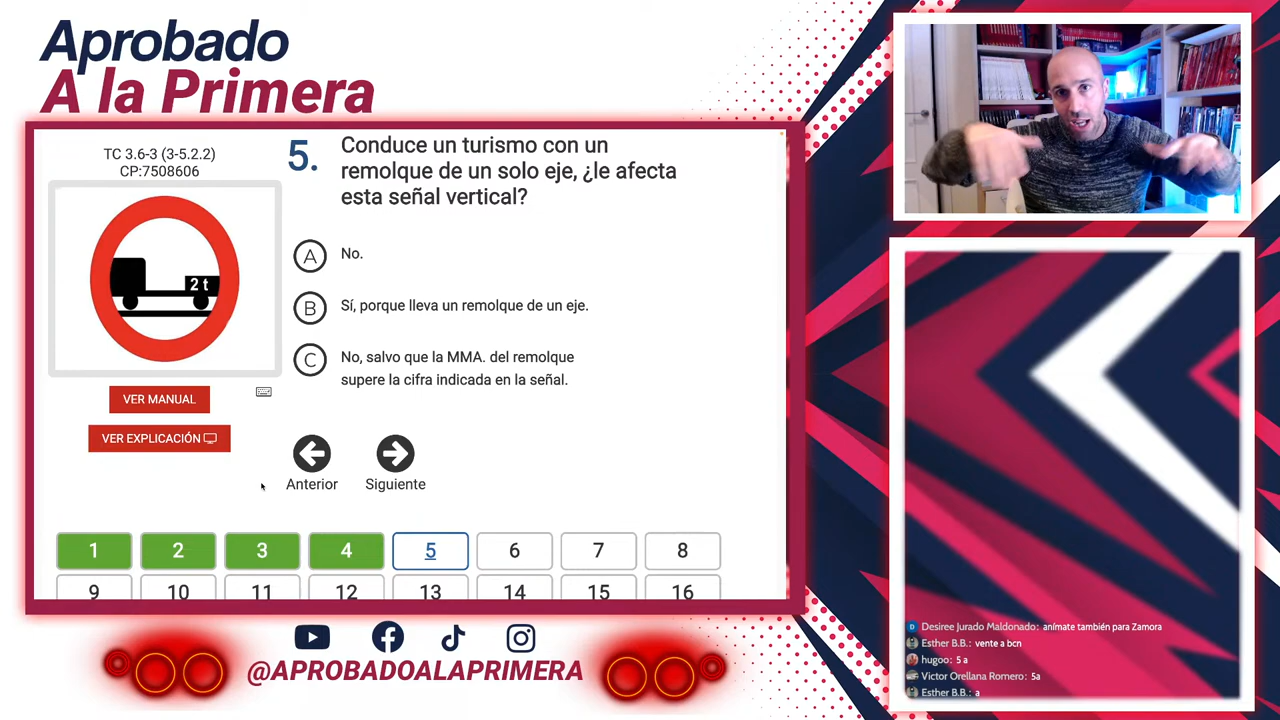 Aprobado
A la Primera
TC 3.6-3 (3-5.2.2)
CP:7508606
2 t
VER MANUAL
VER EXPLICACIÓN
5.
Conduce un turismo con un
remolque de un solo eje, ¿le afecta
esta señal vertical?
A No.
B Sí, porque lleva un remolque de un eje.
C No, salvo que la MMA. del remolque
supere la cifra indicada en la señal.
Anterior Siguiente
1 2 3 4 5 6 7 8
9 10 11 12 13 14 15 16
@APROBADOALAPRIMERA
D Desiree Jurado Maldonado: anímate también para Zamora
Esther B.B.: vente a bcn
hugoo: 5 a
Victor Orellana Romero: 5a
Esther B.B.: a